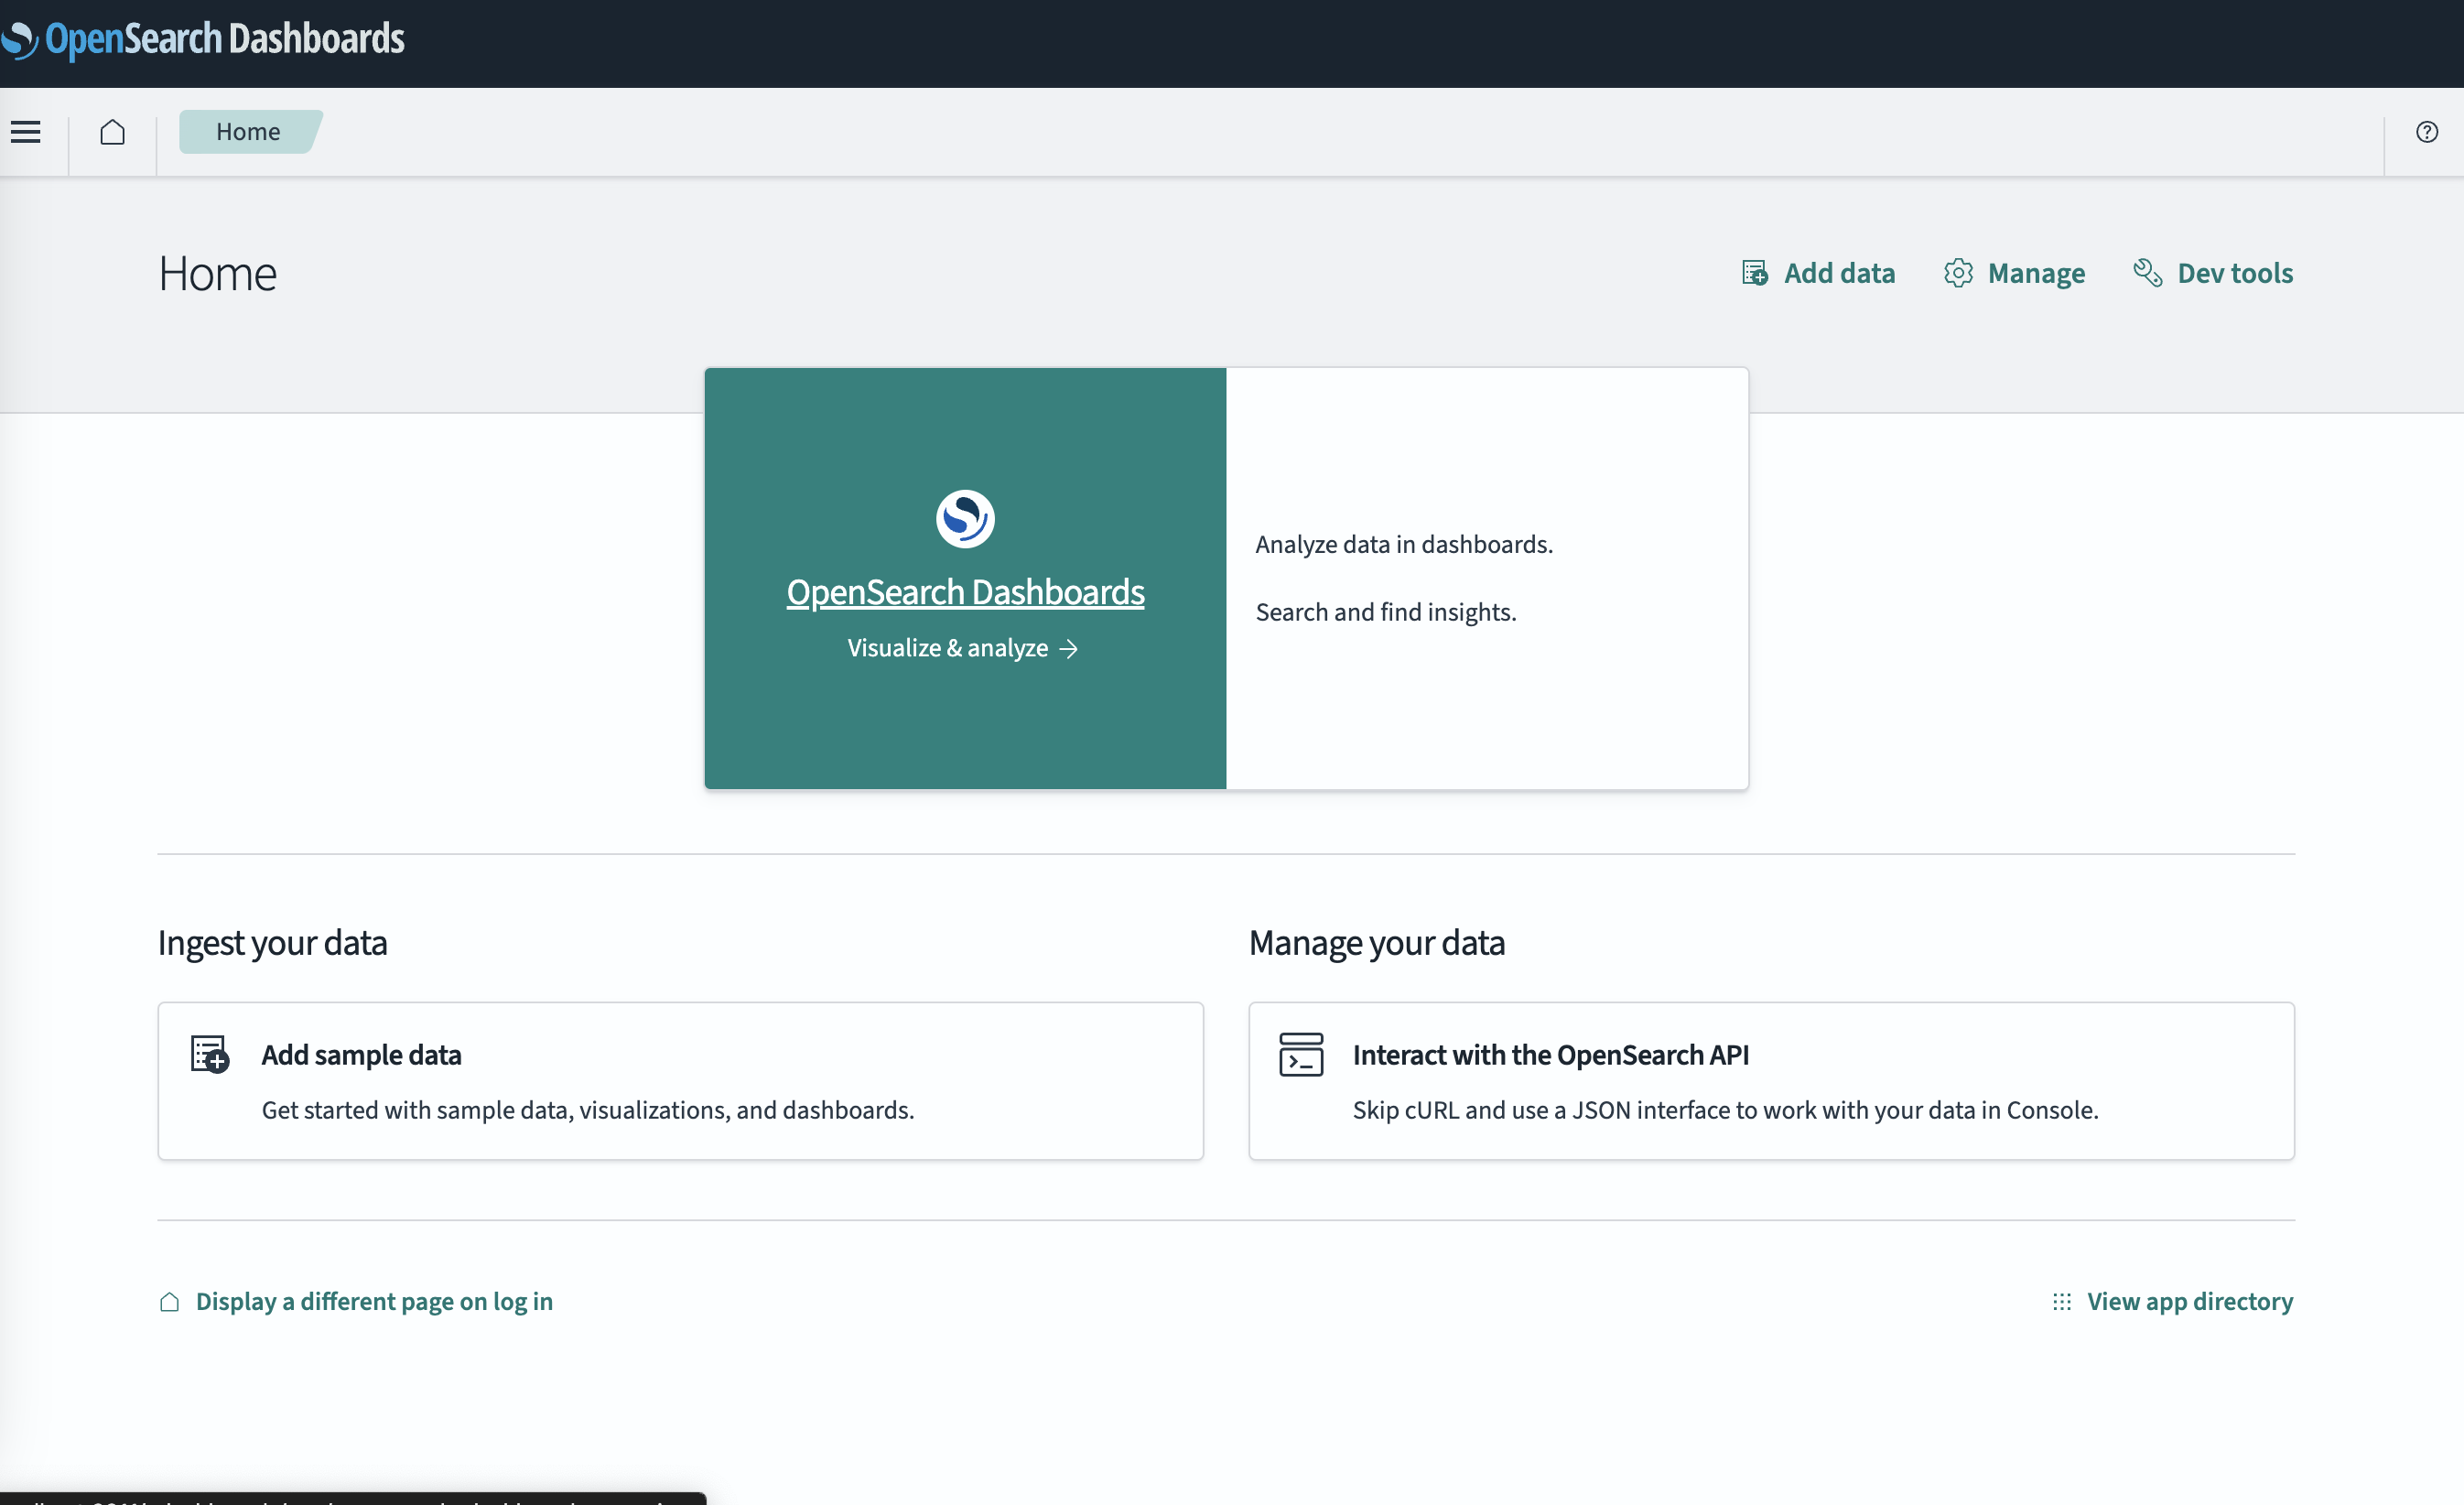 OpenSearch Dashboards
Home
Home
Add data
Manage
Dev tools
OpenSearch Dashboards
Visualize & analyze
Analyze data in dashboards.
Search and find insights.
Ingest your data
Manage your data
Add sample data
Get started with sample data, visualizations, and dashboards.
Interact with the OpenSearch API
Skip cURL and use a JSON interface to work with your data in Console.
Display a different page on log in
View app directory